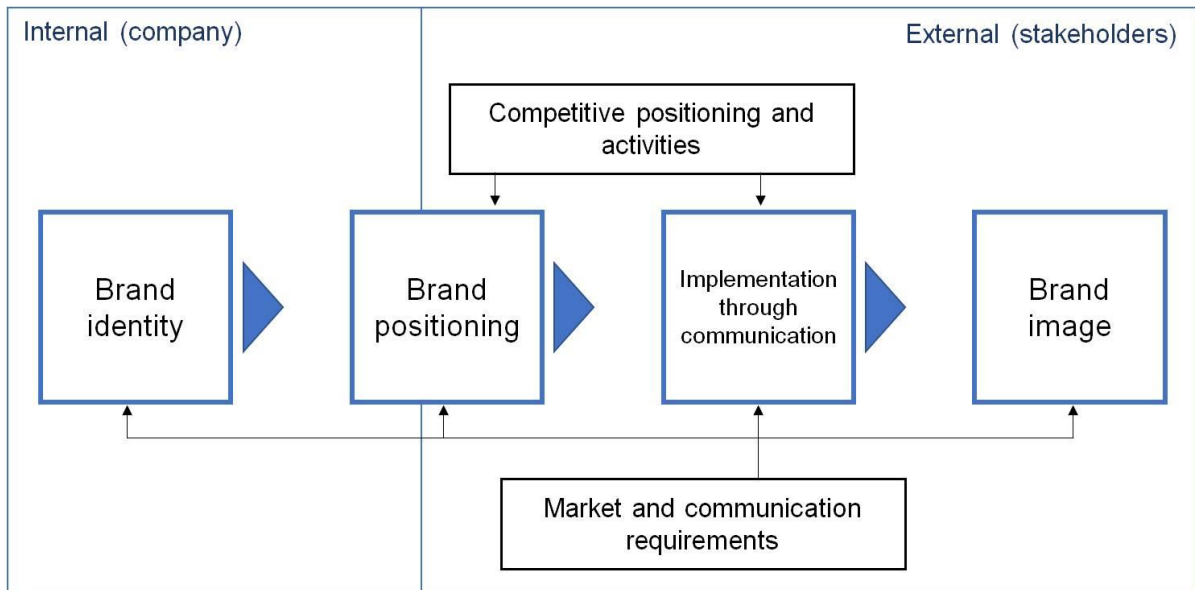 Internal (company)
External (stakeholders)
Competitive positioning and
activities
Brand
identity
Brand
positioning
Implementation
through
communication
Brand
image
Market and communication
requirements